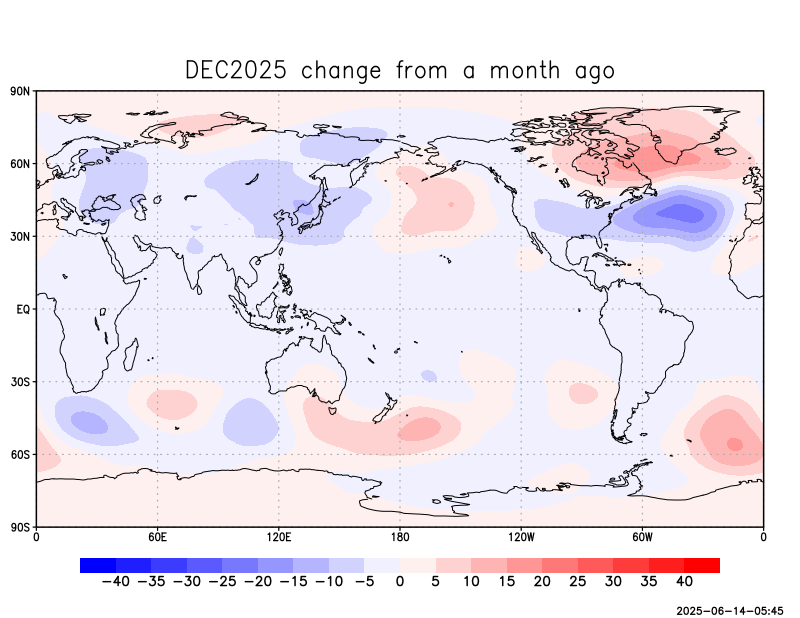 DEC2025 change from a month ago
90N
60N
30N
EQ
30S
60S
90S
0 60E 120E 180 120W 60W 0
−40 −35 −30 −25 −20 −15 −10 −5 0 5 10 15 20 25 30 35 40
2025-06-14-05:45